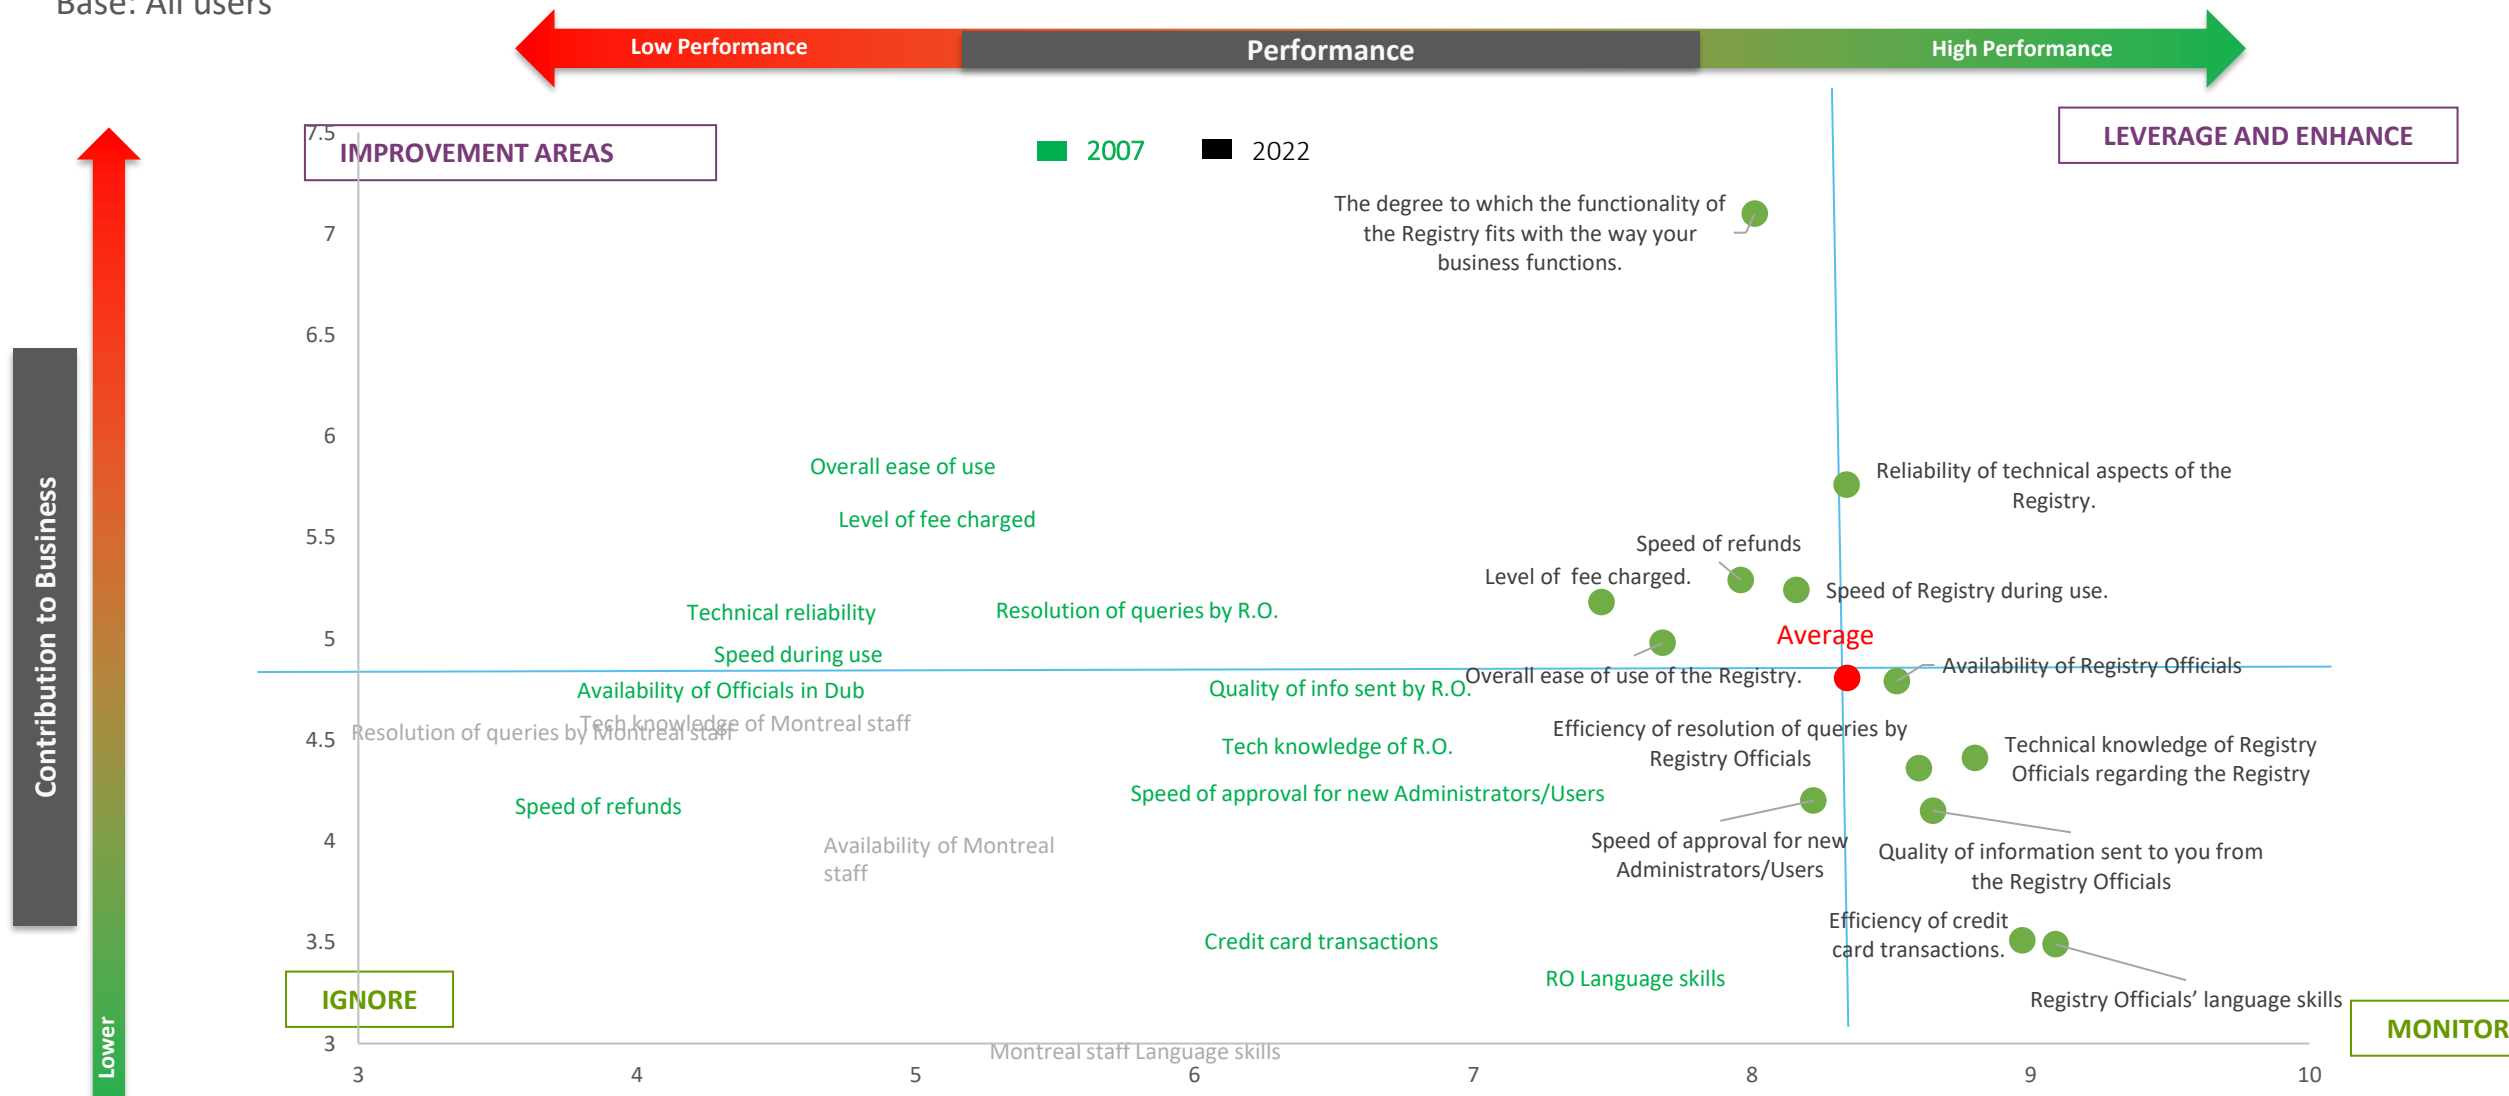 Base: All users
Low Performance
Performance
High Performance
IMPROVEMENT AREAS
LEVERAGE AND ENHANCE
2007
2022
Contribution to Business
Lower
7.5
7
6.5
6
5.5
5
4.5
4
3.5
3
The degree to which the functionality of
the Registry fits with the way your
business functions.
Overall ease of use
Level of fee charged
Reliability of technical aspects of the
Registry.
Speed of refunds
Level of fee charged.
Speed of Registry during use.
Technical reliability
Resolution of queries by R.O.
Speed during use
Average
Overall ease of use of the Registry.
Availability of Registry Officials
Availability of Officials in Dub
Quality of info sent by R.O.
Tech knowledge of Montreal staff
Resolution of queries by Montreal staff
Tech knowledge of R.O.
Efficiency of resolution of queries by
Registry Officials
Technical knowledge of Registry
Officials regarding the Registry
Speed of refunds
Speed of approval for new Administrators/Users
Availability of Montreal
staff
Speed of approval for new
Administrators/Users
Quality of information sent to you from
the Registry Officials
Credit card transactions
Efficiency of credit
card transactions.
RO Language skills
Registry Officials’ language skills
IGNORE
MONITOR
Montreal staff Language skills
3
4
5
6
7
8
9
10